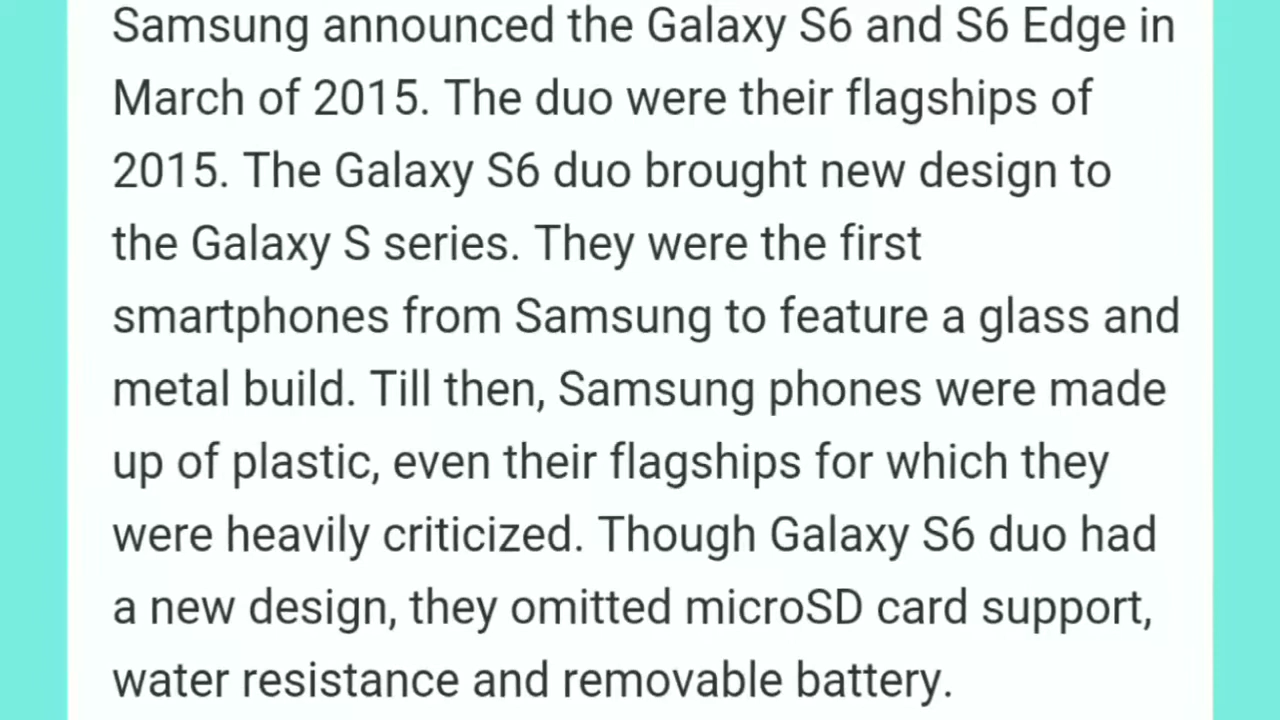 Samsung announced the Galaxy S6 and S6 Edge in
March of 2015. The duo were their flagships of
2015. The Galaxy S6 duo brought new design to
the Galaxy S series. They were the first
smartphones from Samsung to feature a glass and
metal build. Till then, Samsung phones were made
up of plastic, even their flagships for which they
were heavily criticized. Though Galaxy S6 duo had
a new design, they omitted microSD card support,
water resistance and removable battery.